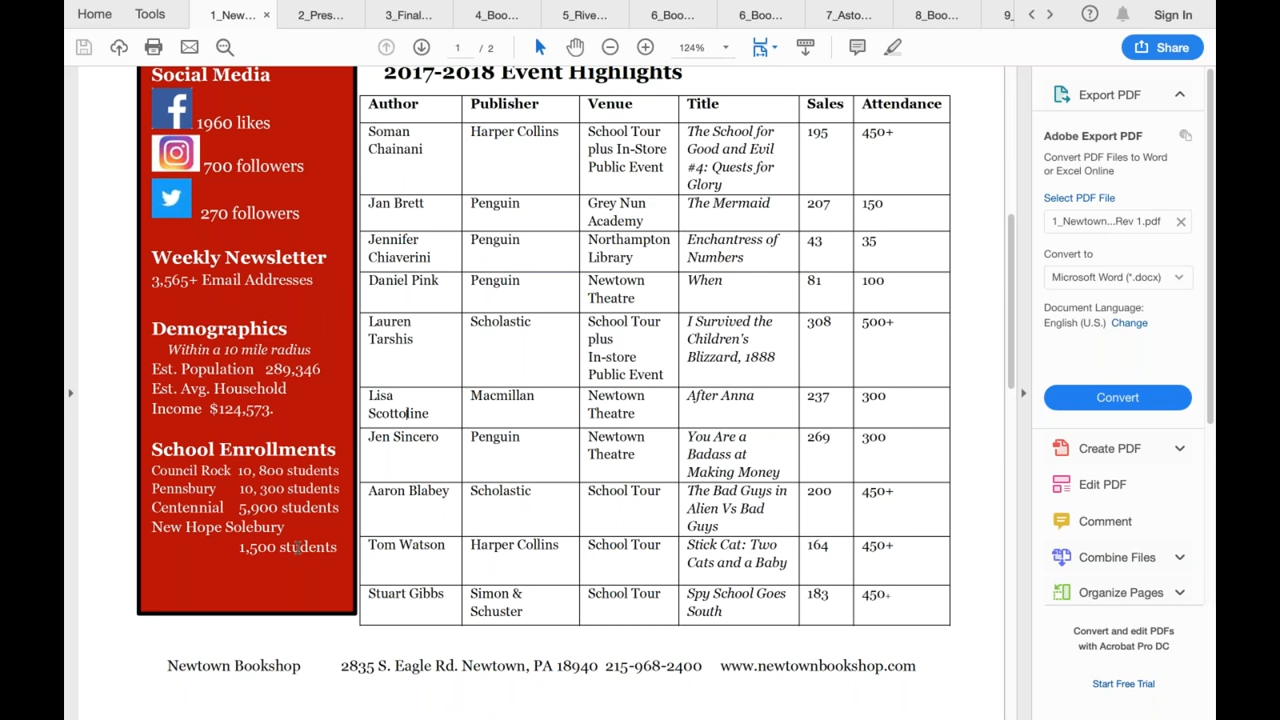 Home Tools 1_New... × 2_Pres... 3_Final... 4_Boo... 5_Rive... 6_Boo... 6_Boo... 7_Asto... 8_Boo... 9_ Sign In
1 / 2 124% Share
Social Media
1960 likes
700 followers
270 followers
Weekly Newsletter
3,565+ Email Addresses
Demographics
Within a 10 mile radius
Est. Population 289,346
Est. Avg. Household
Income $124,573.
School Enrollments
Council Rock 10, 800 students
Pennsbury 10, 300 students
Centennial 5,900 students
New Hope Solebury
1,500 students
2017-2018 Event Highlights
Author Publisher Venue Title Sales Attendance
Soman Harper Collins School Tour The School for 195 450+
Chainani plus In-Store Good and Evil
Public Event #4: Quests for
Glory
Jan Brett Penguin Grey Nun The Mermaid 207 150
Academy
Jennifer Penguin Northampton Enchantress of 43 35
Chiaverini Library Numbers
Daniel Pink Penguin Newtown When 81 100
Theatre
Lauren Scholastic School Tour I Survived the 308 500+
Tarshis plus Children's
In-store Blizzard, 1888
Public Event
Lisa Macmillan Newtown After Anna 237 300
Scottoline Theatre
Jen Sincero Penguin Newtown You Are a 269 300
Theatre Badass at
Making Money
Aaron Blabey Scholastic School Tour The Bad Guys in 200 450+
Alien Vs Bad
Guys
Tom Watson Harper Collins School Tour Stick Cat: Two 164 450+
Cats and a Baby
Stuart Gibbs Simon & School Tour Spy School Goes 183 450+
Schuster South
Newtown Bookshop 2835 S. Eagle Rd. Newtown, PA 18940 215-968-2400 www.newtownbookshop.com
Export PDF
Adobe Export PDF
Convert PDF Files to Word
or Excel Online
Select PDF File
1_Newtown...Rev 1.pdf
Convert to
Microsoft Word (*.docx)
Document Language:
English (U.S.) Change
Convert
Create PDF
Edit PDF
Comment
Combine Files
Organize Pages
Convert and edit PDFs
with Acrobat Pro DC
Start Free Trial